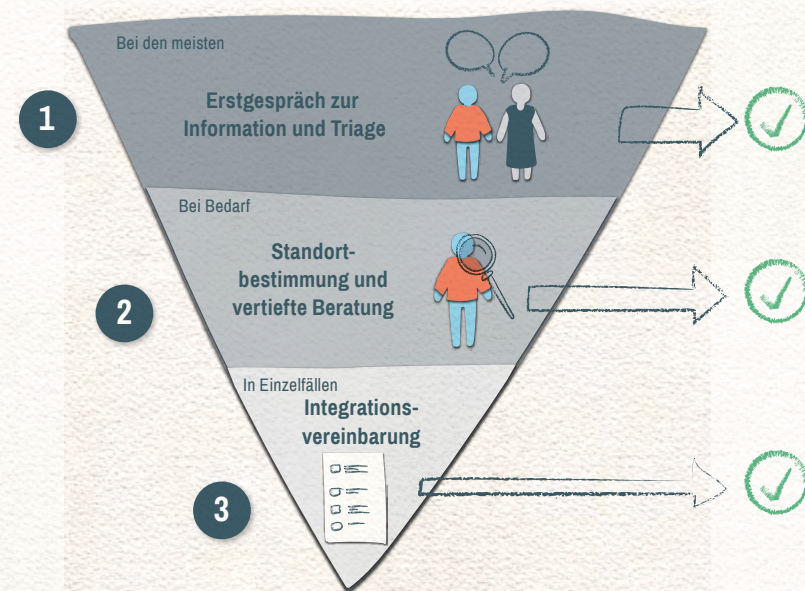 Bei den meisten
1
Erstgespräch zur
Information und Triage
Bei Bedarf
2
Standort-
bestimmung und
vertiefte Beratung
In Einzelfällen
Integrations-
vereinbarung
3